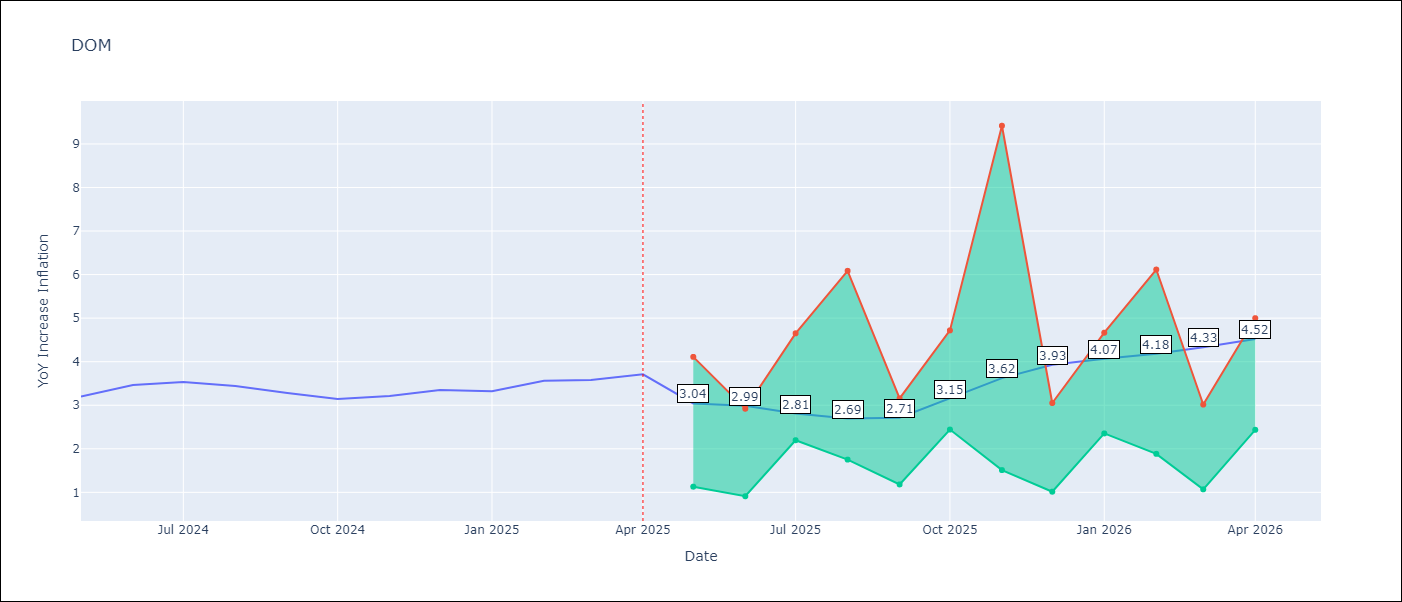 DOM
YoY Increase Inflation
9
8
7
6
5
4
3
2
1
3.04
2.99
2.81
2.69
2.71
3.15
3.62
3.93
4.07
4.18
4.33
4.52
Jul 2024
Oct 2024
Jan 2025
Apr 2025
Jul 2025
Oct 2025
Jan 2026
Apr 2026
Date